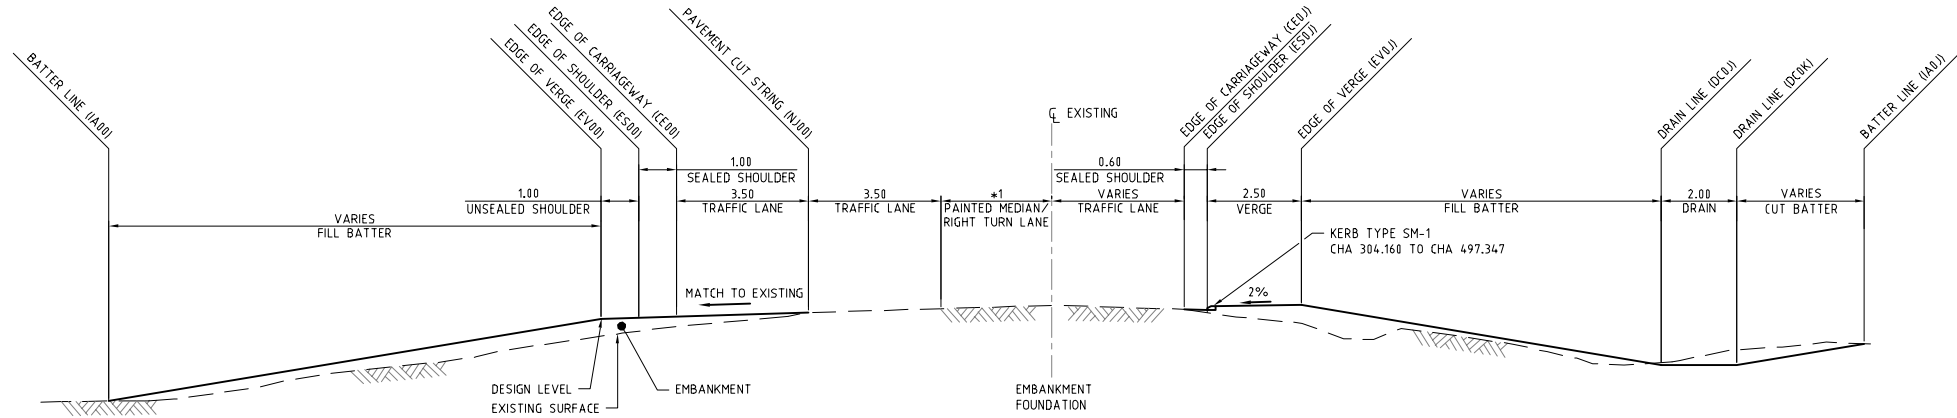 BATTER LINE (IA00)
EDGE OF VERGE (EV00)
EDGE OF SHOULDER (ES00)
EDGE OF CARRIAGEWAY (CE00)
PAVEMENT CUT STRING (NJ00)
℄ EXISTING
EDGE OF CARRIAGEWAY (CE0J)
EDGE OF SHOULDER (ES0J)
EDGE OF VERGE (EV0J)
DRAIN LINE (DC0J)
DRAIN LINE (DC0K)
BATTER LINE (IA0J)
1.00
SEALED SHOULDER
0.60
SEALED SHOULDER
VARIES
FILL BATTER
1.00
UNSEALED SHOULDER
3.50
TRAFFIC LANE
3.50
TRAFFIC LANE
*1
PAINTED MEDIAN/
RIGHT TURN LANE
VARIES
TRAFFIC LANE
2.50
VERGE
VARIES
FILL BATTER
2.00
DRAIN
VARIES
CUT BATTER
KERB TYPE SM-1
CHA 304.160 TO CHA 497.347
MATCH TO EXISTING
2%
DESIGN LEVEL
EXISTING SURFACE
EMBANKMENT
EMBANKMENT
FOUNDATION